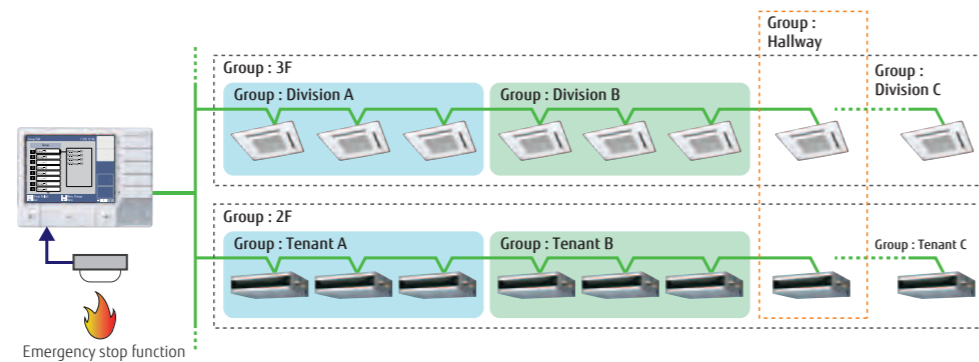 Group :
Hallway
Group : 3F
Group :
Division C
Group : Division A
Group : Division B
Group : 2F
Group : Tenant A
Group : Tenant B
Group : Tenant C
Emergency stop function